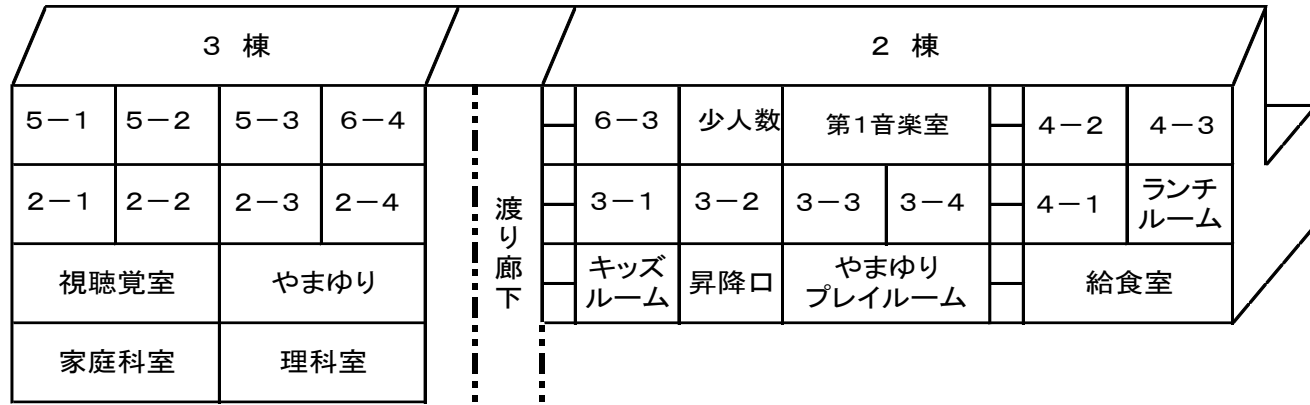 ３ 棟
２ 棟
５－１ ５－２ ５－３ ６－４
６－３ 少人数 第１音楽室 ４－２ ４－３
２－１ ２－２ ２－３ ２－４
渡り廊下
３－１ ３－２ ３－３ ３－４ ４－１ ランチ
ルーム
視聴覚室 やまゆり
キッズ
ルーム
昇降口
やまゆり
プレイルーム
給食室
家庭科室 理科室